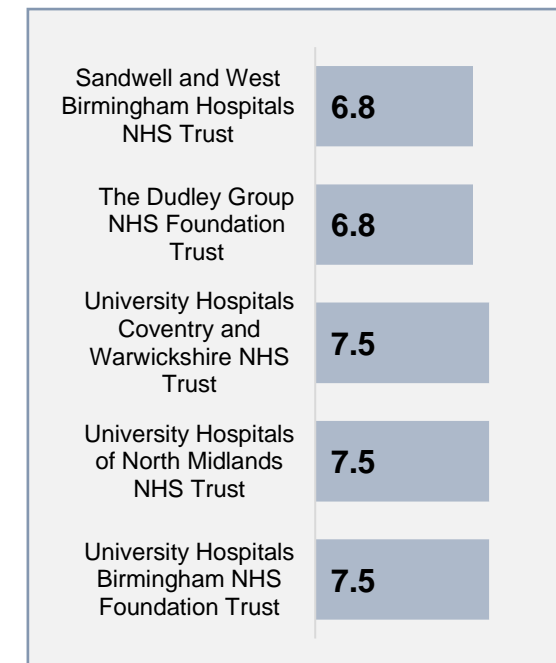 Sandwell and West
Birmingham Hospitals
NHS Trust
6.8
The Dudley Group
NHS Foundation
Trust
6.8
University Hospitals
Coventry and
Warwickshire NHS
Trust
7.5
University Hospitals
of North Midlands
NHS Trust
7.5
University Hospitals
Birmingham NHS
Foundation Trust
7.5